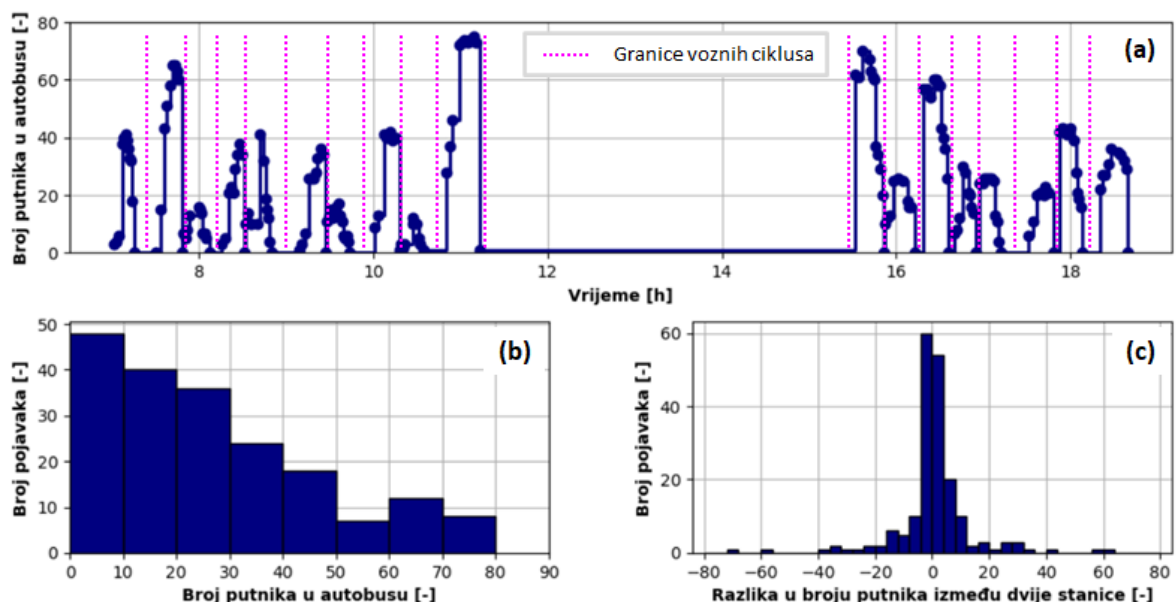 80
60
40
20
0
Broj putnika u autobusu [-]
Granice voznih ciklusa
(a)
8 10 12 14 16 18
Vrijeme [h]
50
40
30
20
10
0
Broj pojavaka [-]
(b)
0 10 20 30 40 50 60 70 80 90
Broj putnika u autobusu [-]
60
40
20
0
Broj pojavaka [-]
(c)
−80 −60 −40 −20 0 20 40 60 80
Razlika u broju putnika između dvije stanice [-]